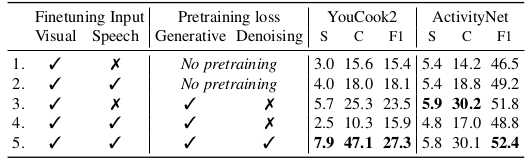 Finetuning Input Pretraining loss YouCook2 ActivityNet
Visual Speech Generative Denoising S C F1 S C F1
1. ✓ ✗ No pretraining 3.0 15.6 15.4 5.4 14.2 46.5
2. ✓ ✓ No pretraining 4.0 18.0 18.1 5.4 18.8 49.2
3. ✓ ✗ ✓ ✗ 5.7 25.3 23.5 5.9 30.2 51.8
4. ✓ ✓ ✓ ✗ 2.5 10.3 15.9 4.8 17.0 48.8
5. ✓ ✓ ✓ ✓ 7.9 47.1 27.3 5.8 30.1 52.4